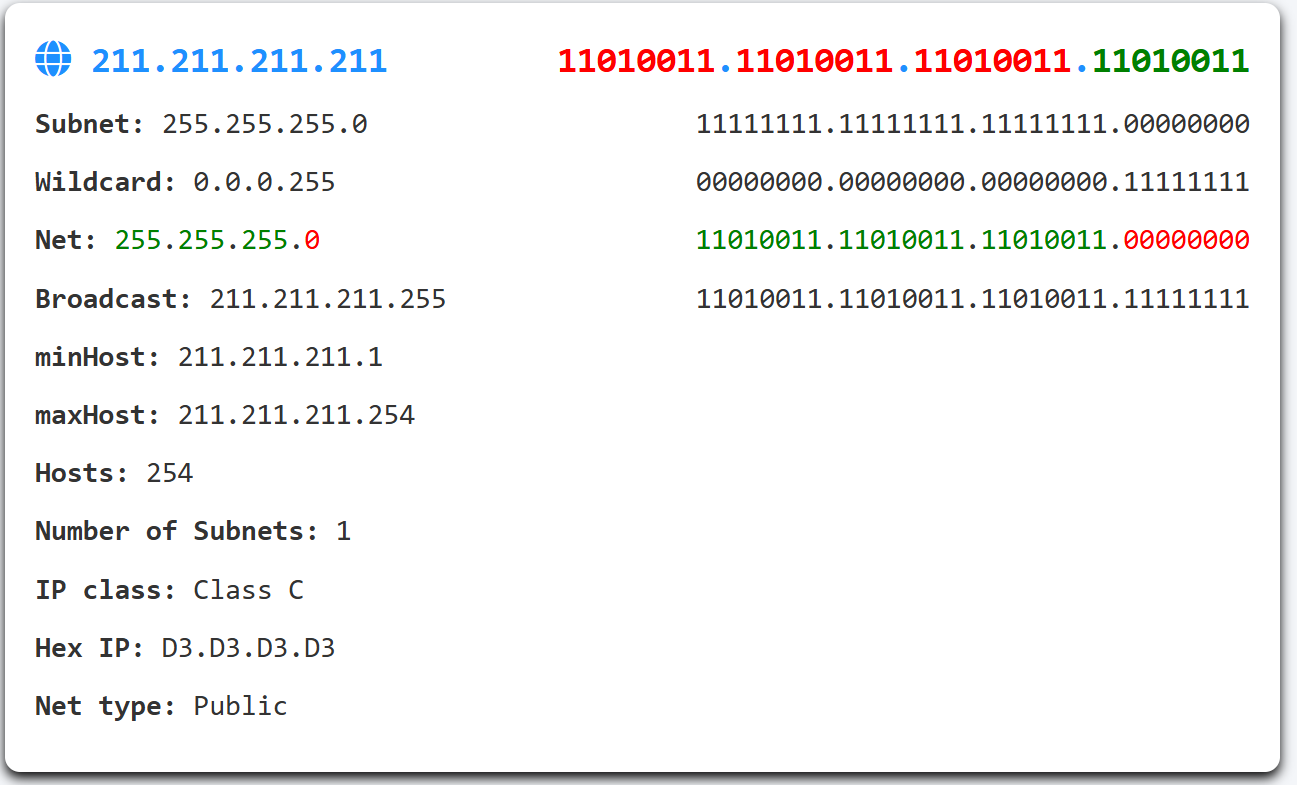 211.211.211.211 11010011.11010011.11010011.11010011
Subnet: 255.255.255.0 11111111.11111111.11111111.00000000
Wildcard: 0.0.0.255 00000000.00000000.00000000.11111111
Net: 255.255.255.0 11010011.11010011.11010011.00000000
Broadcast: 211.211.211.255 11010011.11010011.11010011.11111111
minHost: 211.211.211.1
maxHost: 211.211.211.254
Hosts: 254
Number of Subnets: 1
IP class: Class C
Hex IP: D3.D3.D3.D3
Net type: Public